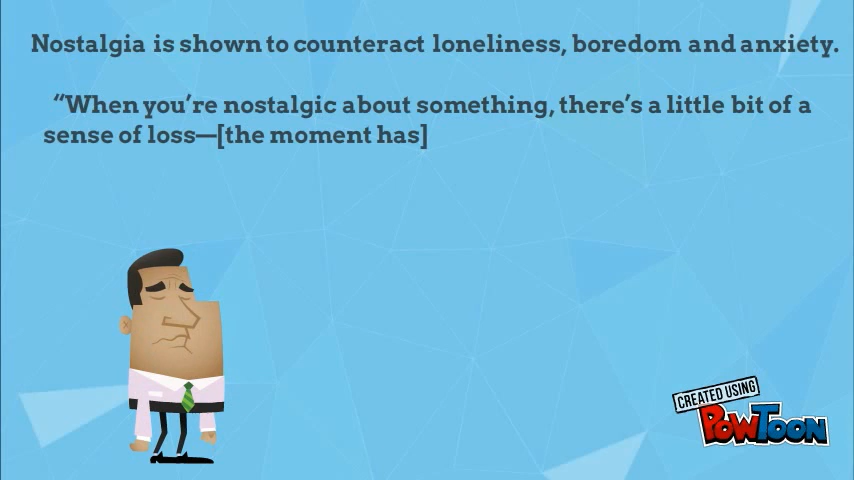 Nostalgia is shown to counteract loneliness, boredom and anxiety.
“When you’re nostalgic about something, there’s a little bit of a
sense of loss—[the moment has]
CREATED USING
POWTOON